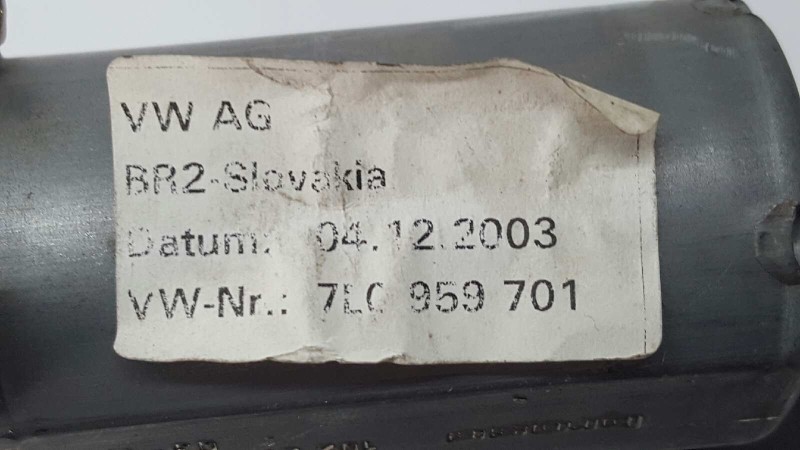 VW AG
BR2-Slovakia
Datum: 04.12.2003
VW-Nr.: 7L0 959 701